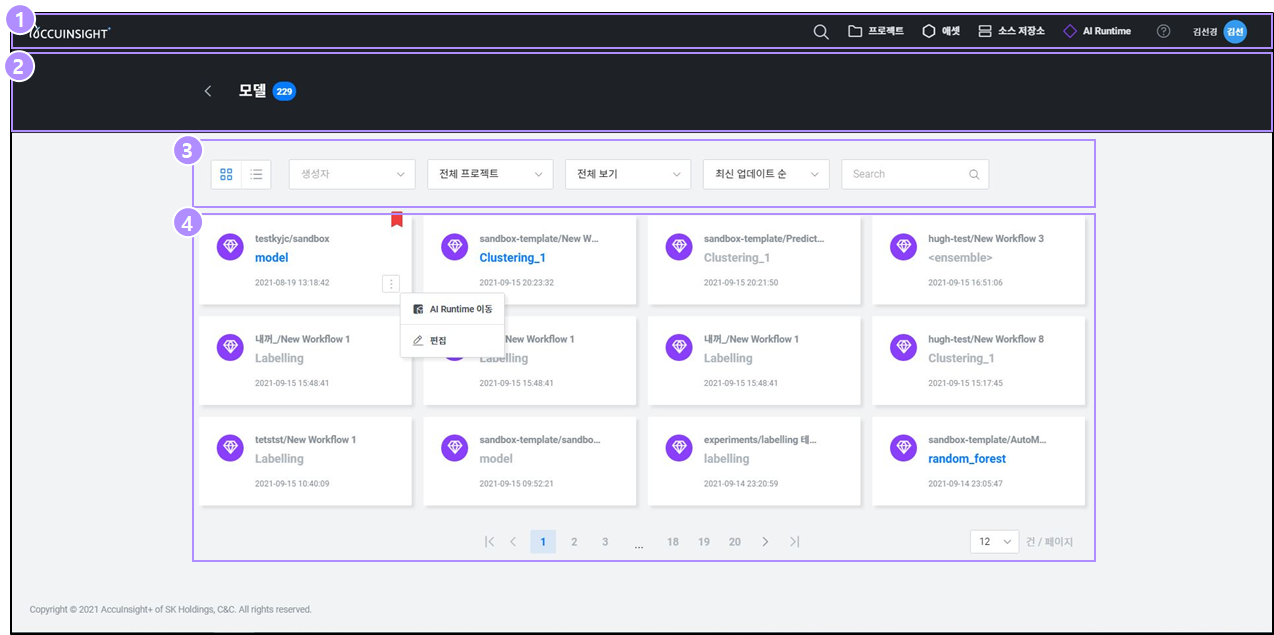 1
ACCUINSIGHT+
프로젝트
애셋
소스 저장소
AI Runtime
?
김선경
김선
2
모델 229
3
생성자
전체 프로젝트
전체 보기
최신 업데이트 순
Search
4
testkyjc/sandbox
model
2021-08-19 13:18:42
sandbox-template/New W...
Clustering_1
2021-09-15 20:23:32
sandbox-template/Predict...
Clustering_1
2021-09-15 20:21:50
hugh-test/New Workflow 3
<ensemble>
2021-09-15 16:51:06
AI Runtime 이동
편집
내꺼_/New Workflow 1
Labelling
2021-09-15 15:48:41
/New Workflow 1
Labelling
2021-09-15 15:48:41
내꺼_/New Workflow 1
Labelling
2021-09-15 15:48:41
hugh-test/New Workflow 8
Clustering_1
2021-09-15 15:17:45
tetstst/New Workflow 1
Labelling
2021-09-15 10:40:09
sandbox-template/sandbo...
model
2021-09-15 09:52:21
experiments/labelling 테...
labelling
2021-09-14 23:20:59
sandbox-template/AutoM...
random_forest
2021-09-14 23:05:47
1 2 3 ... 18 19 20
12 건 / 페이지
Copyright © 2021 AccuInsight+ of SK Holdings, C&C. All rights reserved.